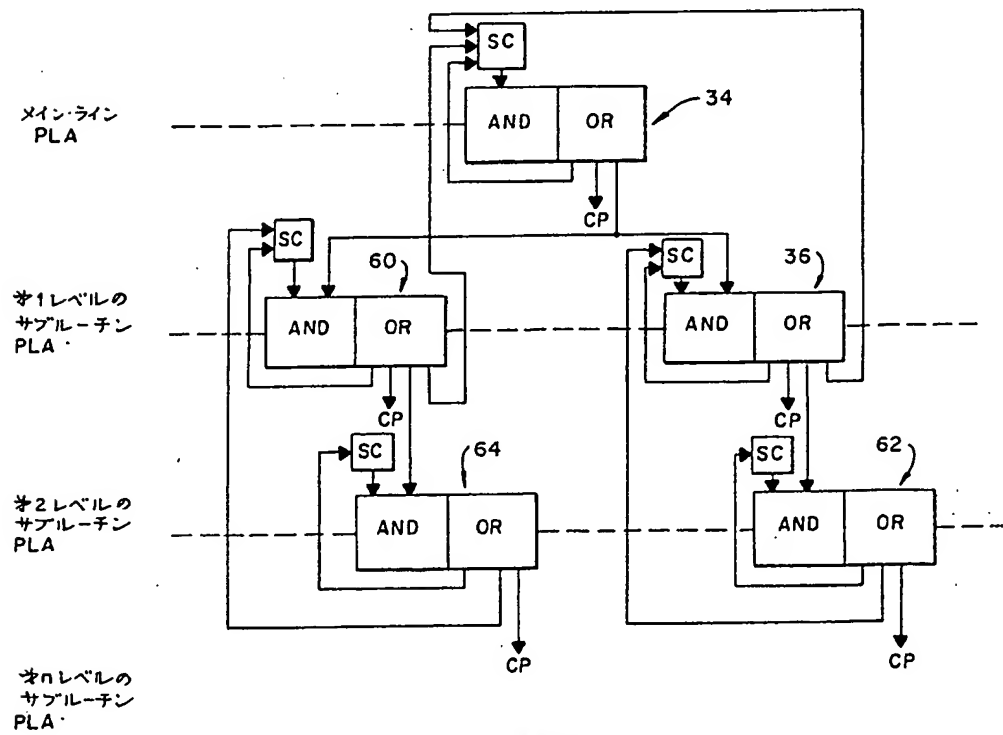 SC
メイン・ライン
PLA
AND OR
34
CP
SC
60
SC
36
オ1レベルの
サブルーチン
PLA
AND OR
AND OR
CP
CP
SC
64
SC
62
オ2レベルの
サブルーチン
PLA
AND OR
AND OR
CP
CP
オnレベルの
サブルーチン
PLA